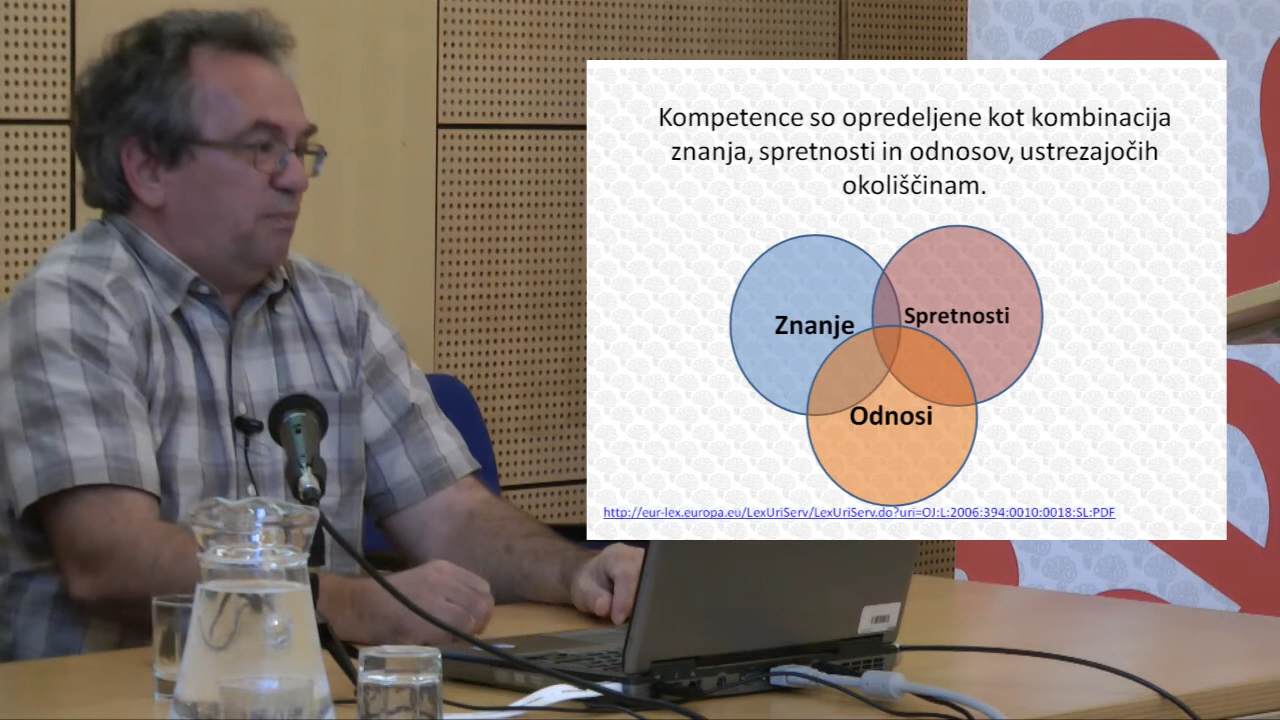 Kompetence so opredeljene kot kombinacija
znanja, spretnosti in odnosov, ustrezajočih
okoliščinam.
Znanje
Spretnosti
Odnosi
http://eur-lex.europa.eu/LexUriServ/LexUriServ.do?uri=OJ:L:2006:394:0010:0018:SL:PDF